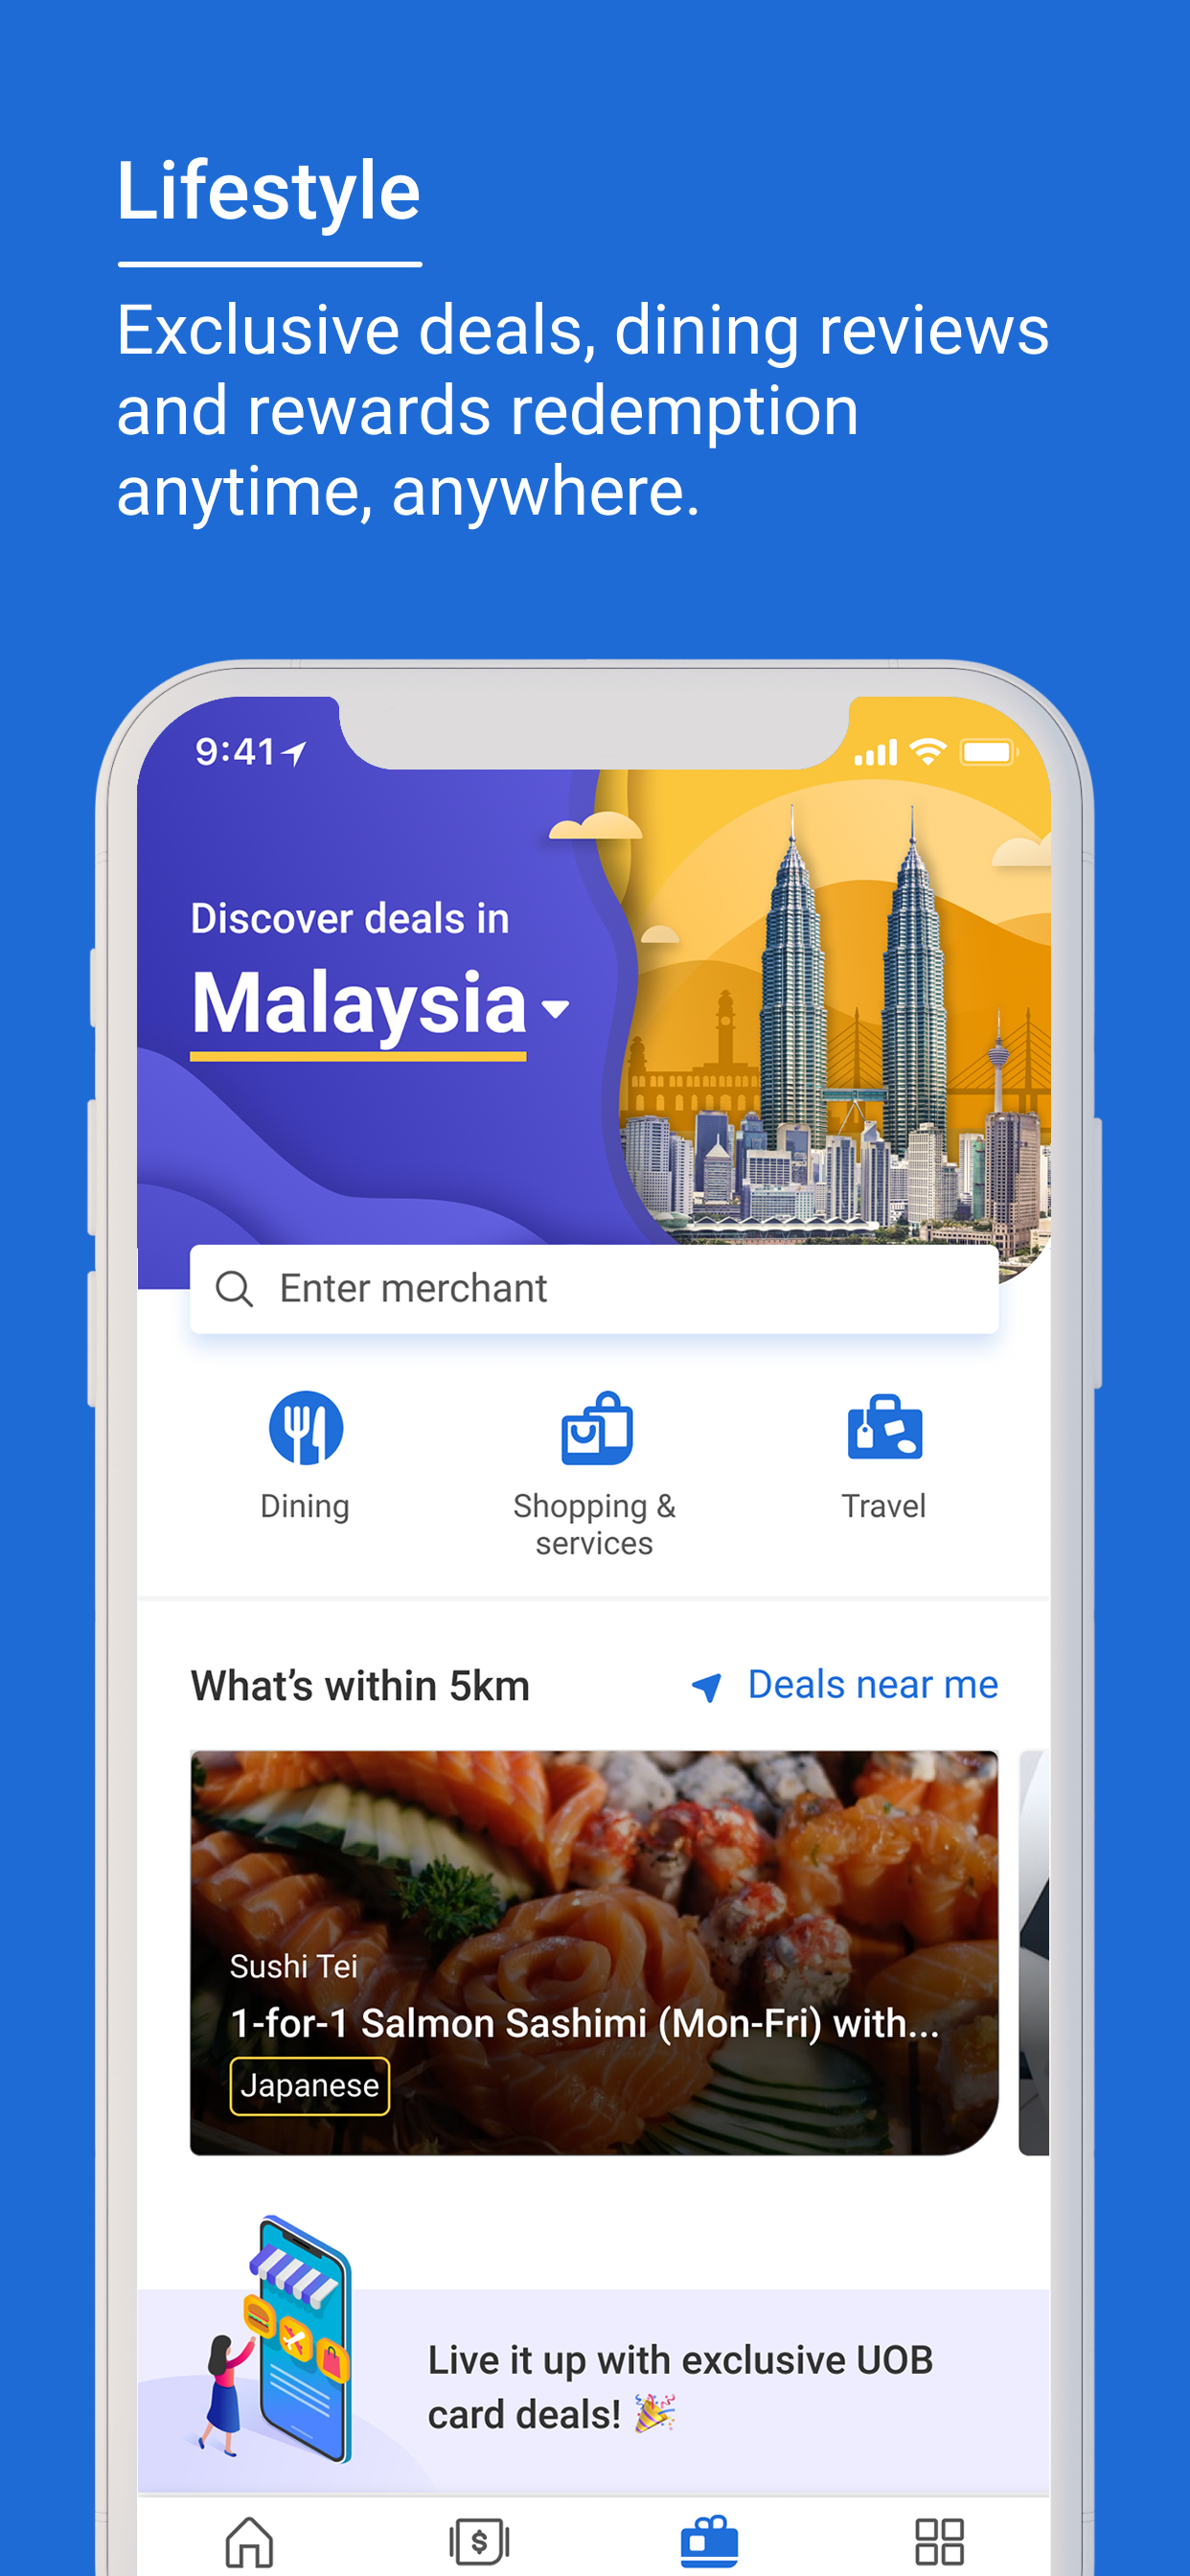 Lifestyle
Exclusive deals, dining reviews
and rewards redemption
anytime, anywhere.
9:41
Discover deals in
Malaysia
Enter merchant
Dining
Shopping &
services
Travel
What’s within 5km
Deals near me
Sushi Tei
1-for-1 Salmon Sashimi (Mon-Fri) with...
Japanese
Live it up with exclusive UOB
card deals! 🎉
$